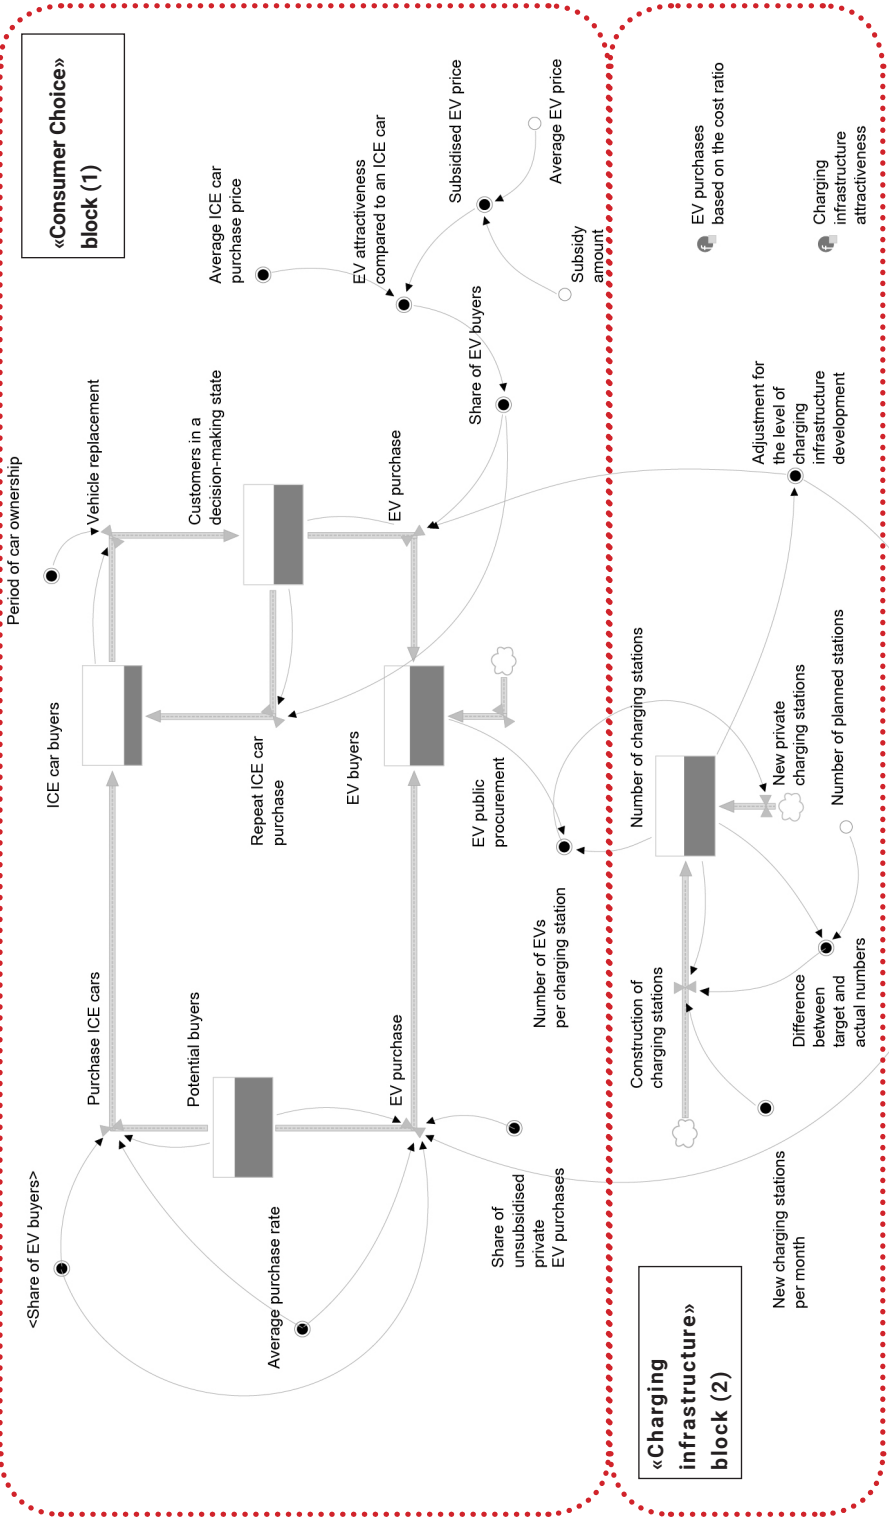 «Consumer Choice»
block (1)
Period of car ownership
Vehicle replacement
Customers in a
decision-making state
EV purchase
Average ICE car
purchase price
EV attractiveness
compared to an ICE car
Subsidised EV price
Average EV price
Subsidy
amount
Share of EV buyers
ICE car buyers
Repeat ICE car
purchase
EV buyers
EV public
procurement
Purchase ICE cars
Potential buyers
EV purchase
Number of EVs
per charging station
<Share of EV buyers>
Average purchase rate
Share of
unsubsidised
private
EV purchases
«Charging
infrastructure»
block (2)
Construction of
charging stations
Number of charging stations
New private
charging stations
Number of planned stations
Difference
between
target and
actual numbers
New charging stations
per month
Adjustment for
the level of
charging
infrastructure
development
EV purchases
based on the cost ratio
Charging
infrastructure
attractiveness